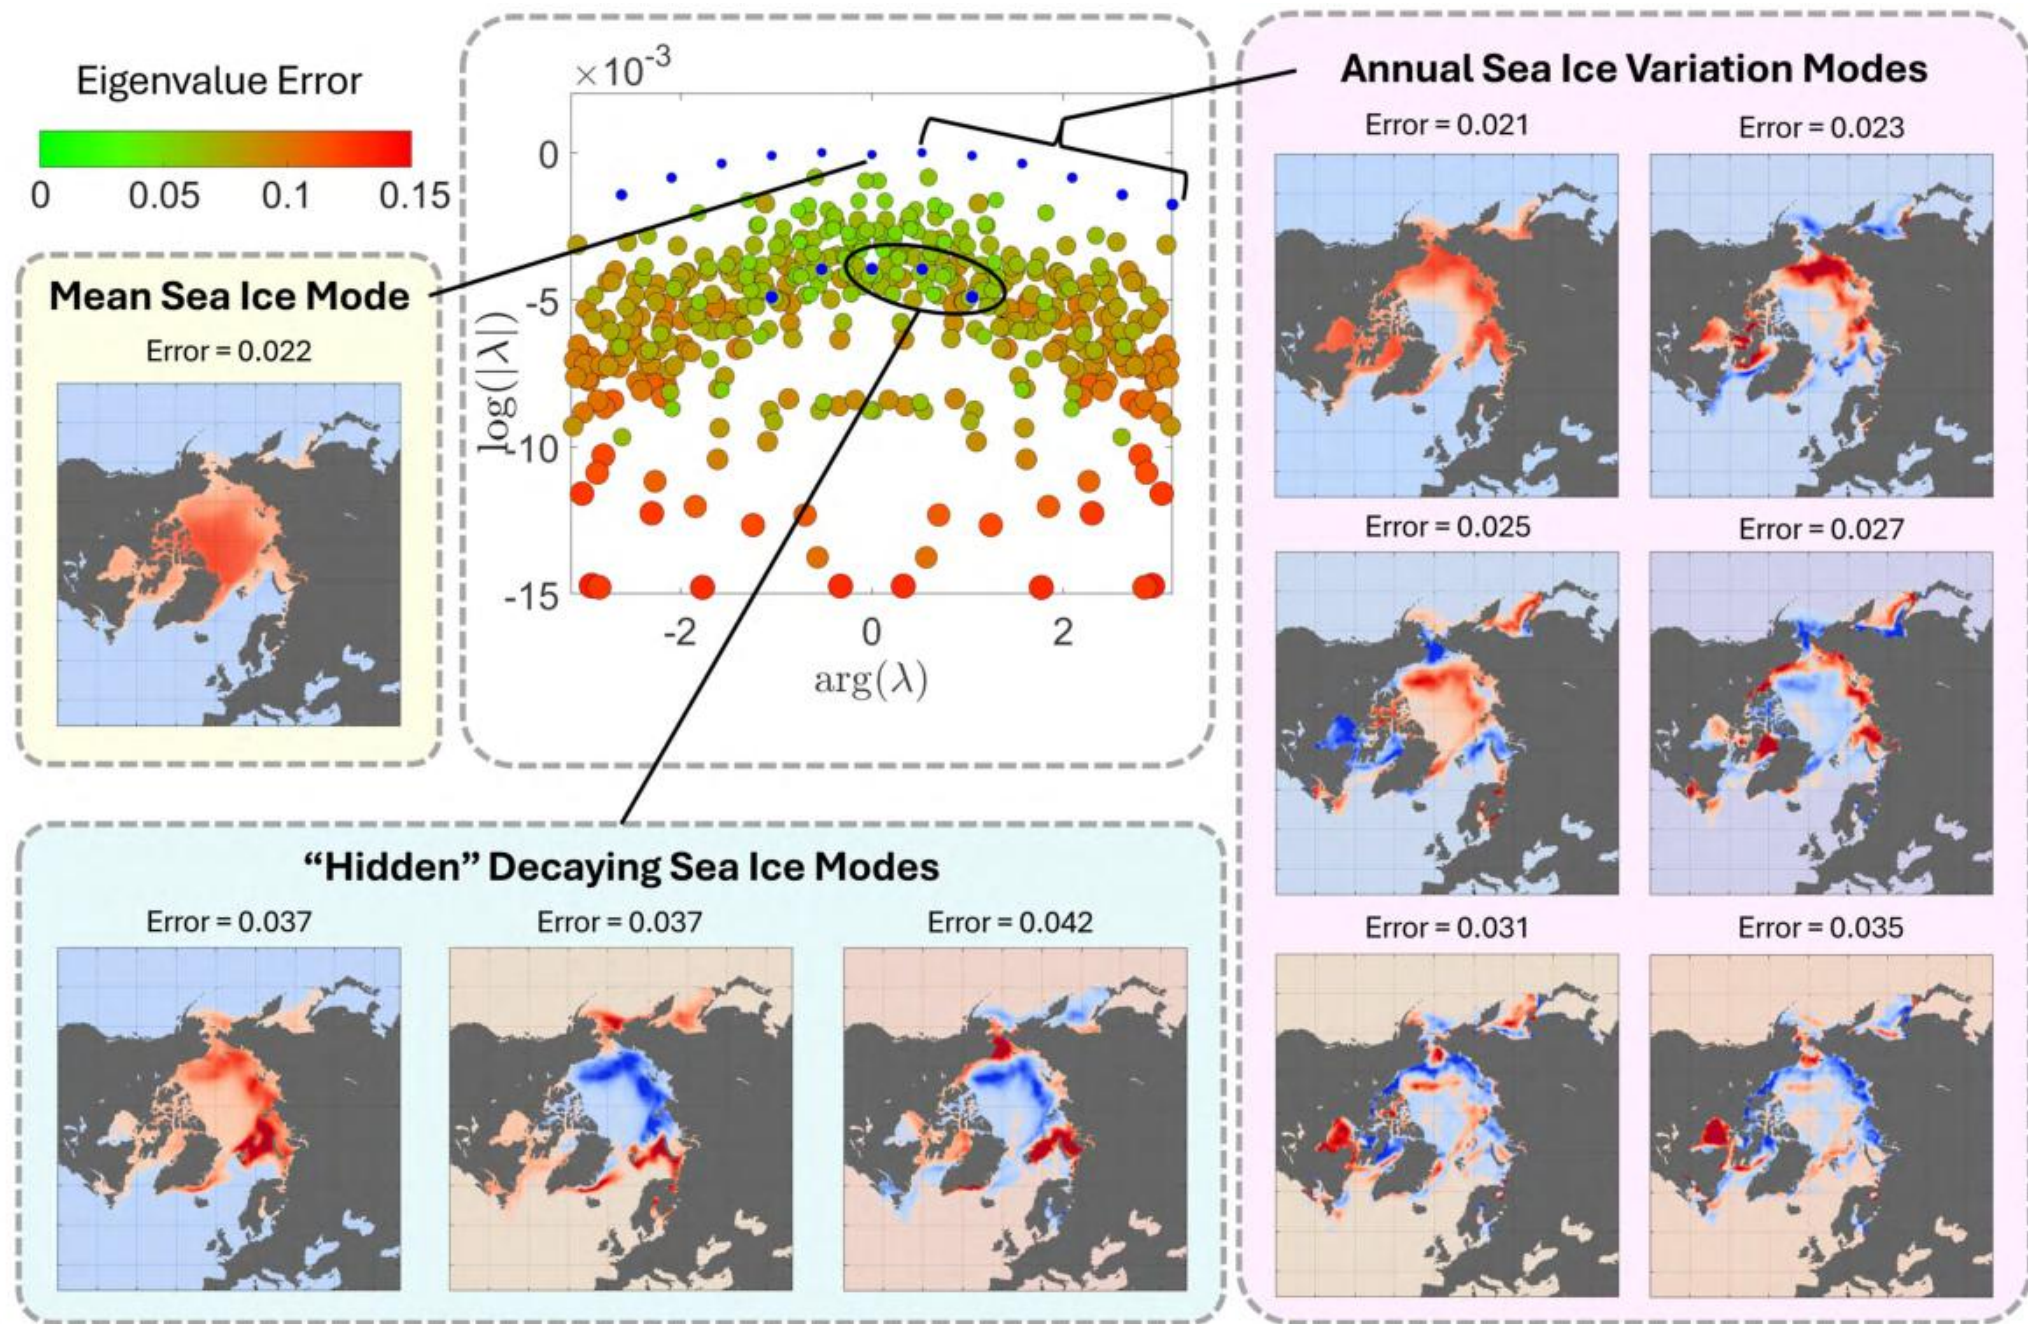 Eigenvalue Error
0 0.05 0.1 0.15
Mean Sea Ice Mode
Error = 0.022
×10⁻³
0
-5
-10
-15
log(|λ|)
-2 0 2
arg(λ)
Annual Sea Ice Variation Modes
Error = 0.021 Error = 0.023
Error = 0.025 Error = 0.027
Error = 0.031 Error = 0.035
“Hidden” Decaying Sea Ice Modes
Error = 0.037 Error = 0.037 Error = 0.042